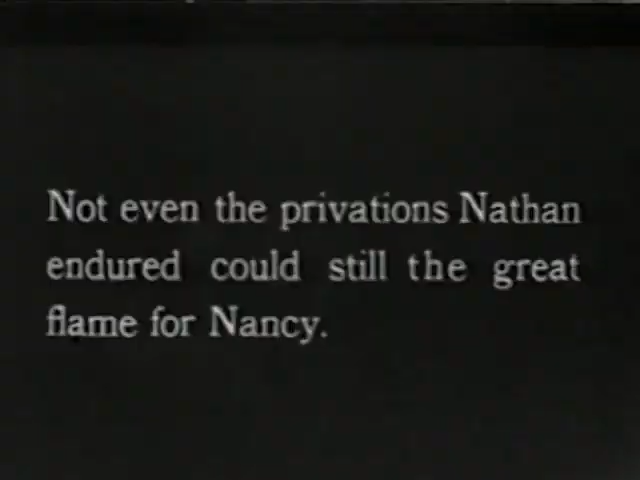 Not even the privations Nathan
endured could still the great
flame for Nancy.